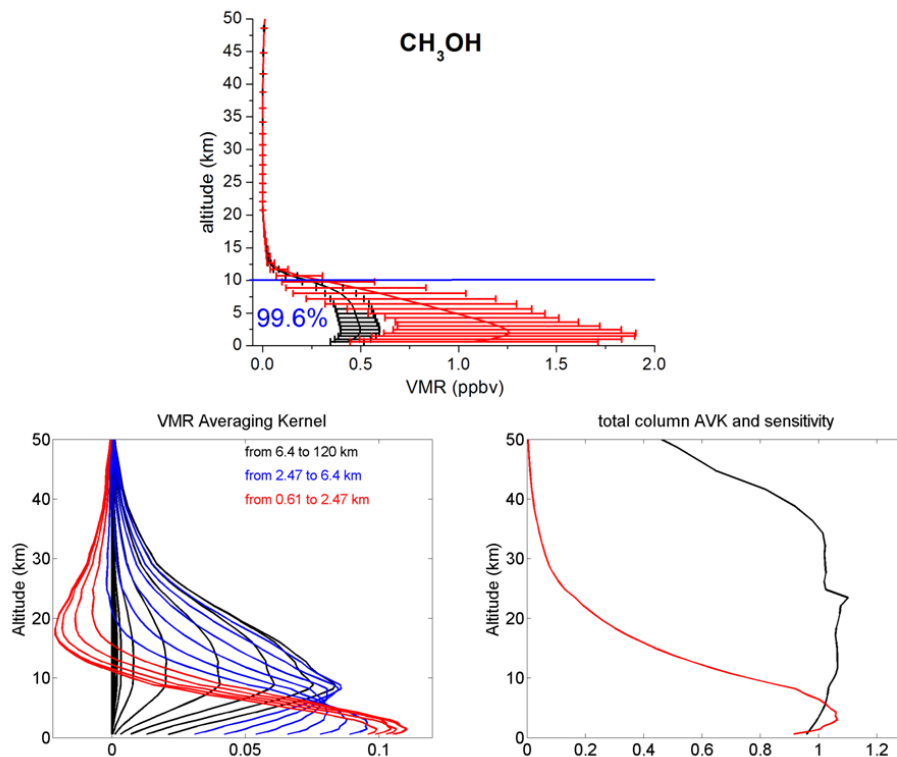 CH₃OH
50
45
40
35
30
25
20
15
10
5
0
altitude (km)
99.6%
0.0 0.5 1.0 1.5 2.0
VMR (ppbv)
VMR Averaging Kernel
from 6.4 to 120 km
from 2.47 to 6.4 km
from 0.61 to 2.47 km
50
40
30
20
10
0
Altitude (km)
0 0.05 0.1
total column AVK and sensitivity
50
40
30
20
10
0
Altitude (km)
0 0.2 0.4 0.6 0.8 1 1.2